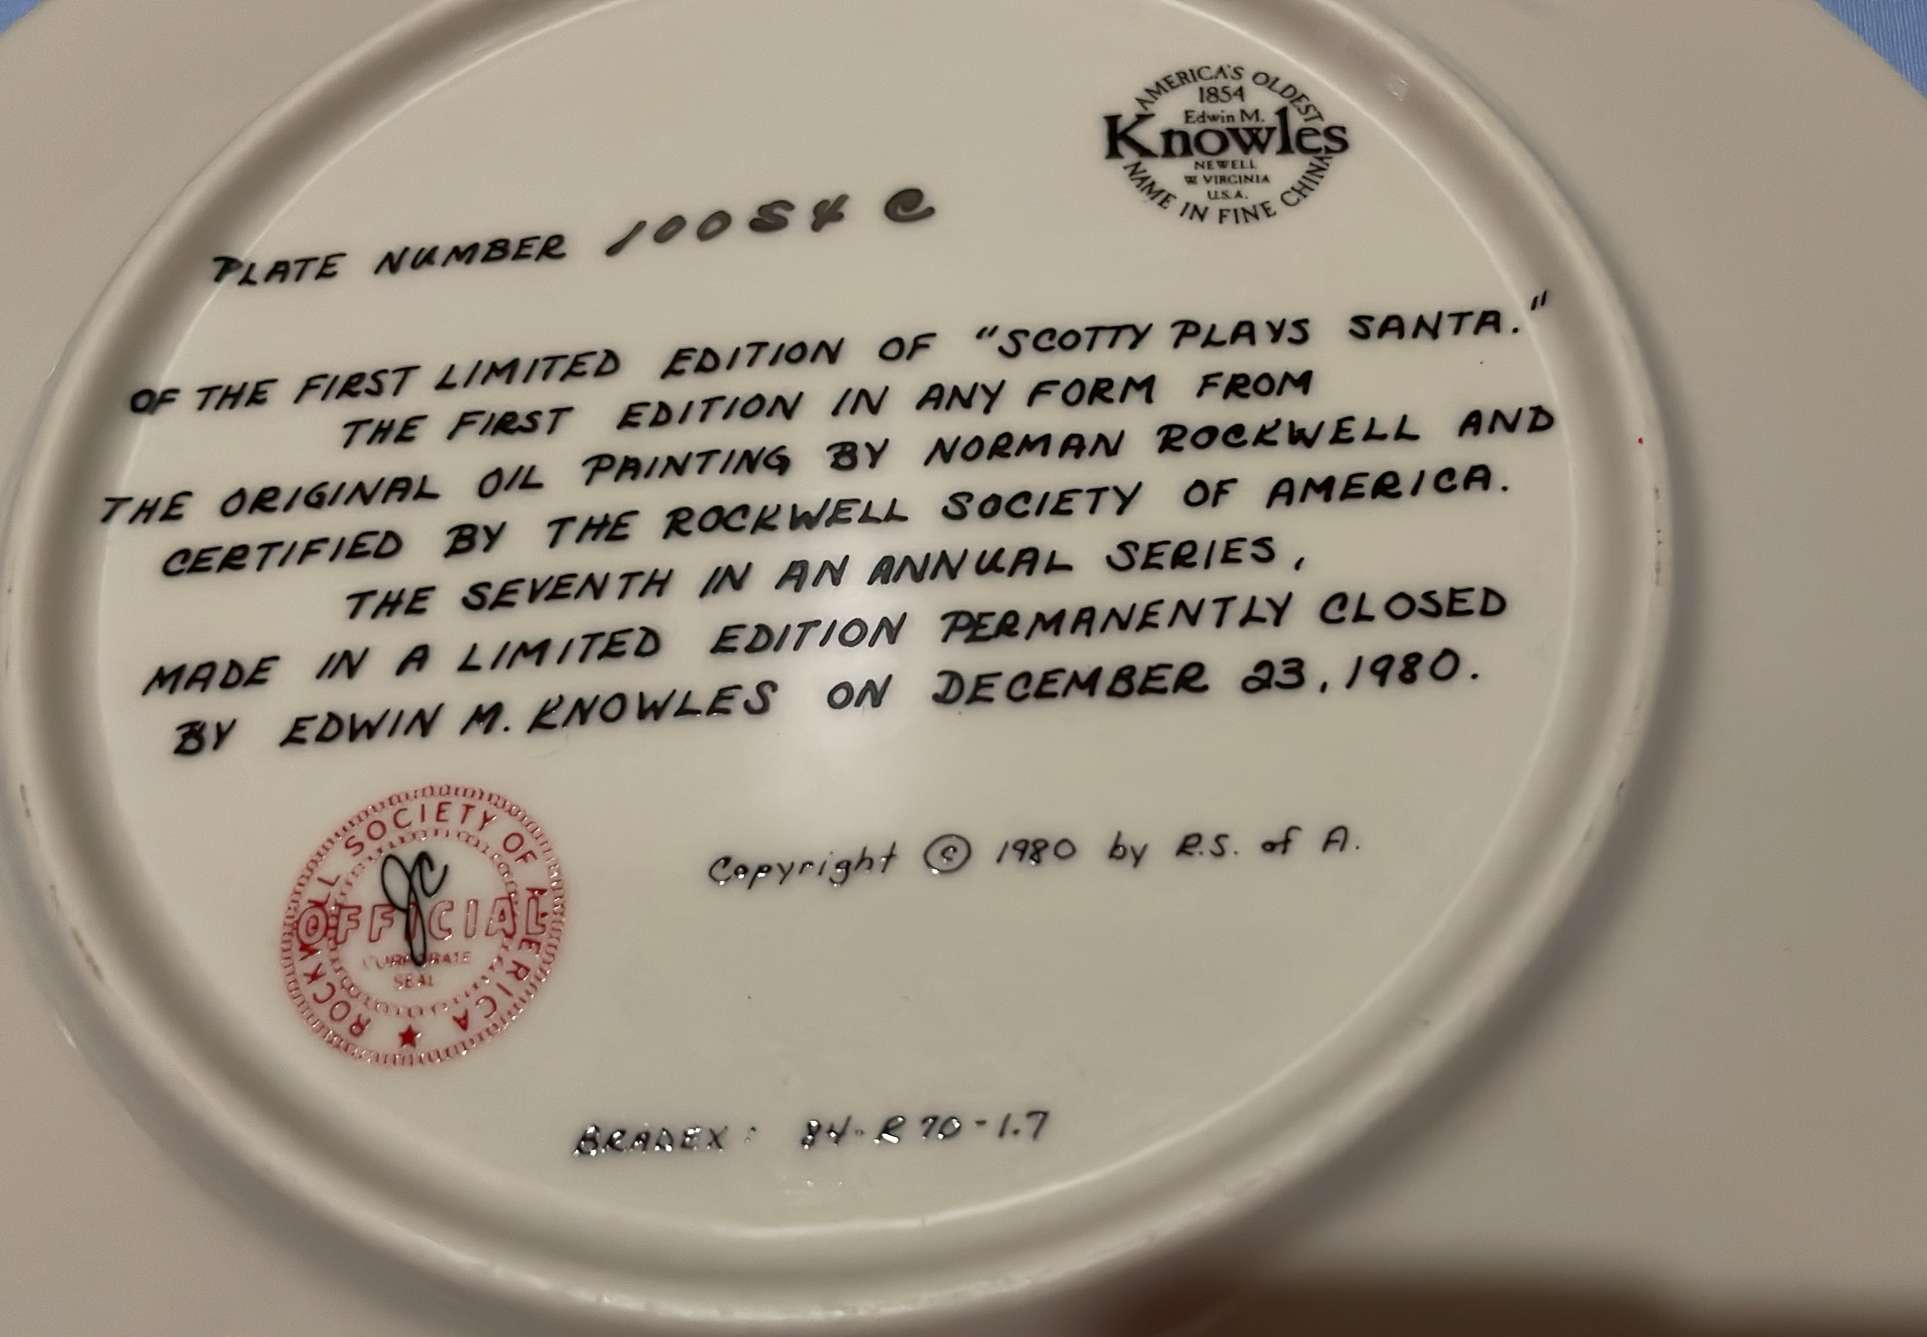 AMERICA'S OLDEST
1854
Edwin M.
Knowles
NEWELL
W VIRGINIA
U.S.A.
NAME IN FINE CHINA
PLATE NUMBER 10054 C
OF THE FIRST LIMITED EDITION OF "SCOTTY PLAYS SANTA."
THE FIRST EDITION IN ANY FORM FROM
THE ORIGINAL OIL PAINTING BY NORMAN ROCKWELL AND
CERTIFIED BY THE ROCKWELL SOCIETY OF AMERICA.
THE SEVENTH IN AN ANNUAL SERIES,
MADE IN A LIMITED EDITION PERMANENTLY CLOSED
BY EDWIN M. KNOWLES ON DECEMBER 23, 1980.
ROCKWELL SOCIETY OF AMERICA
JC
OFFICIAL
CORPORATE
SEAL
Copyright © 1980 by R.S. of A.
BRADEX: 84-R70-1.7